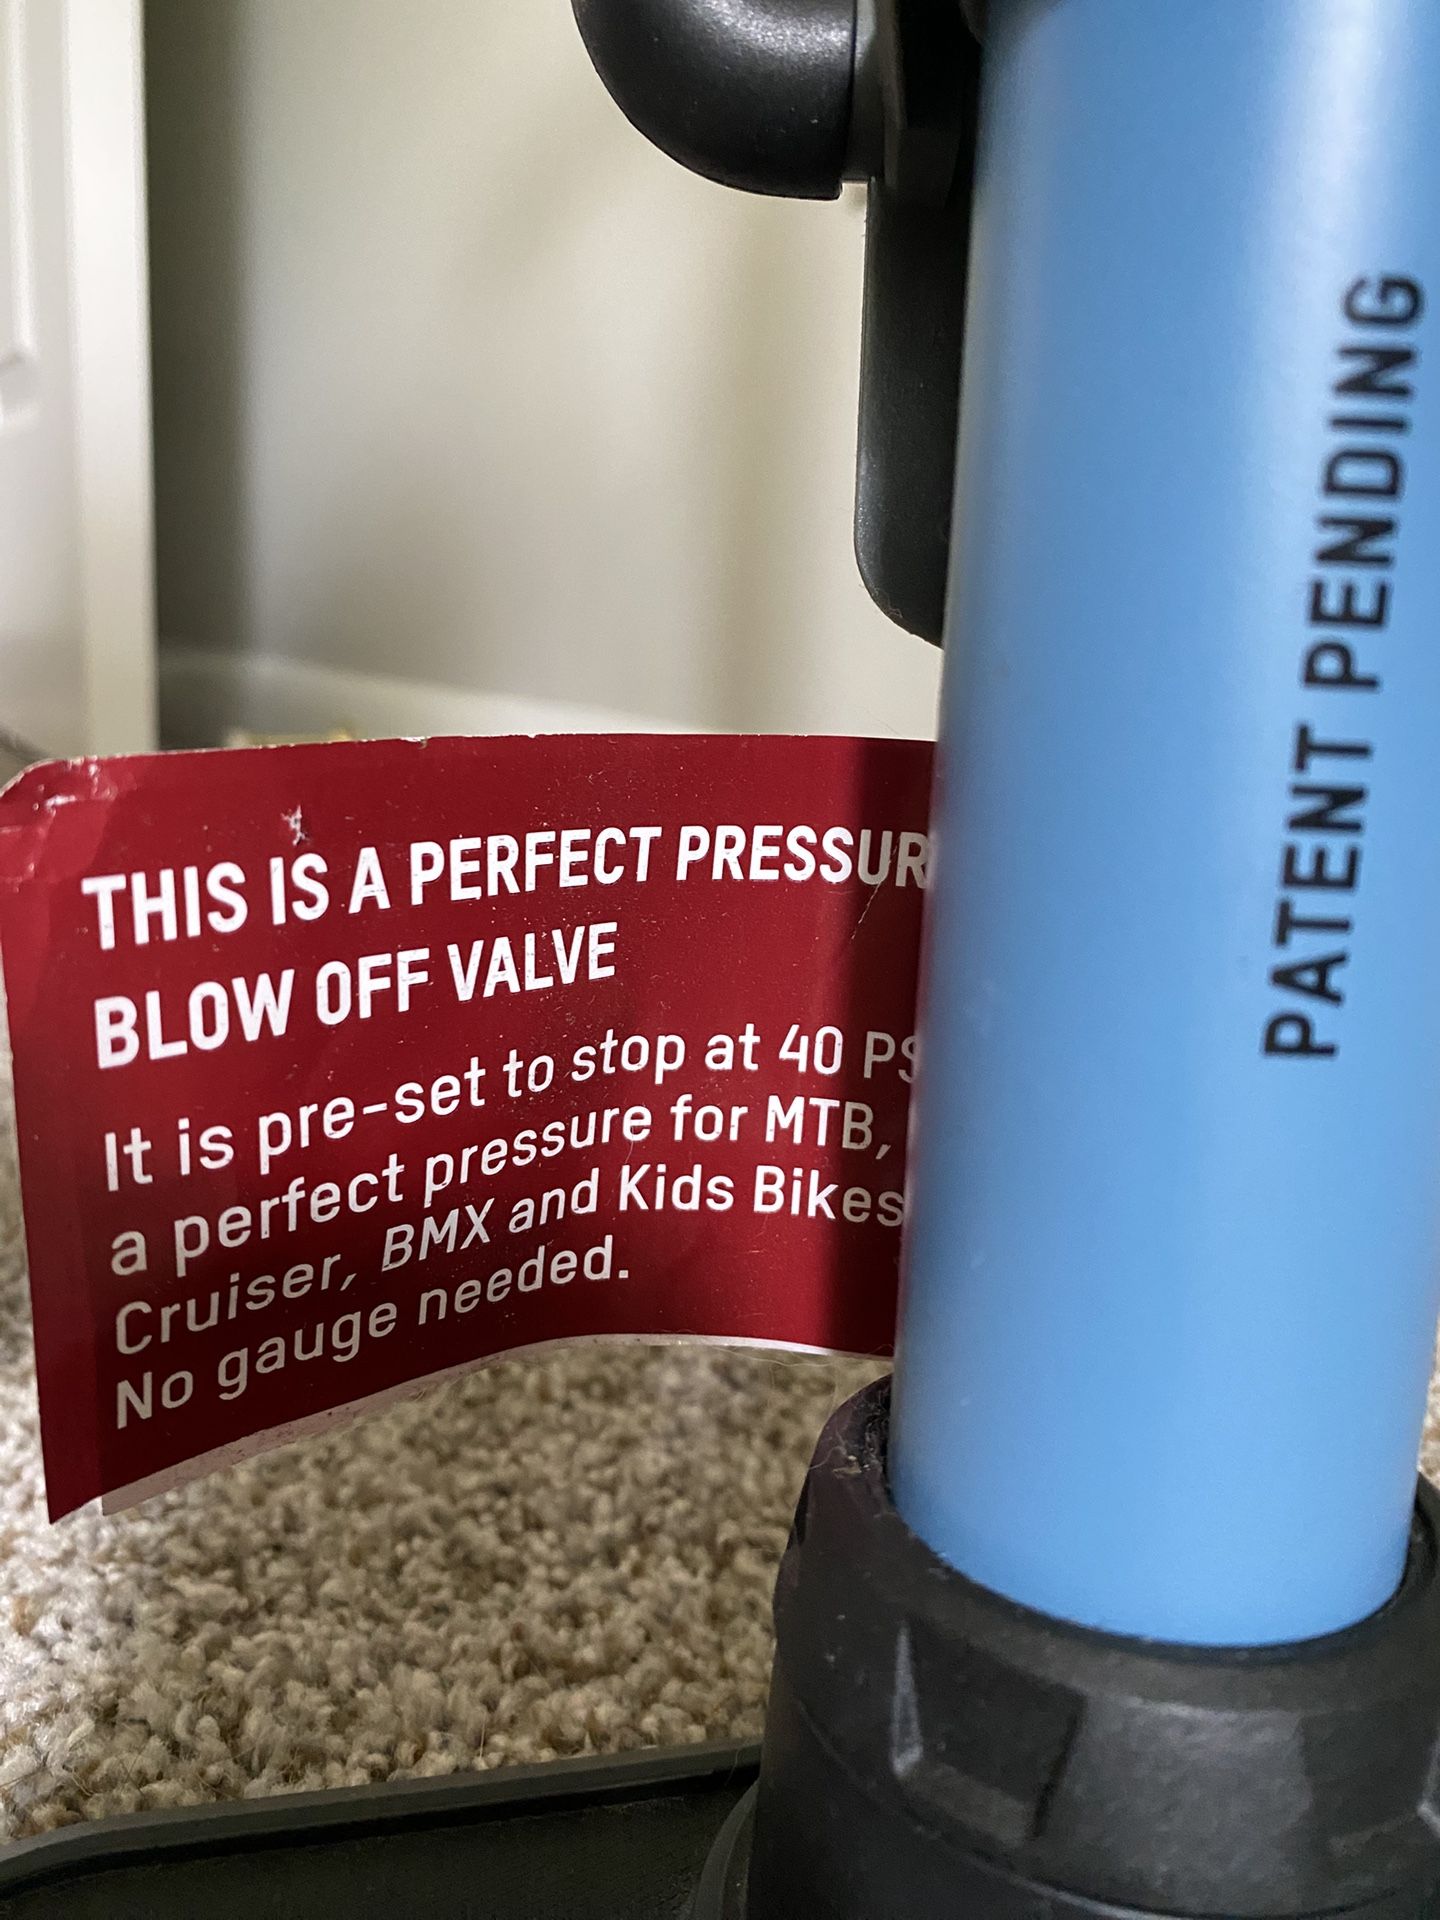 THIS IS A PERFECT PRESSUR
BLOW OFF VALVE
It is pre-set to stop at 40 PS
a perfect pressure for MTB,
Cruiser, BMX and Kids Bikes
No gauge needed.
PATENT PENDING